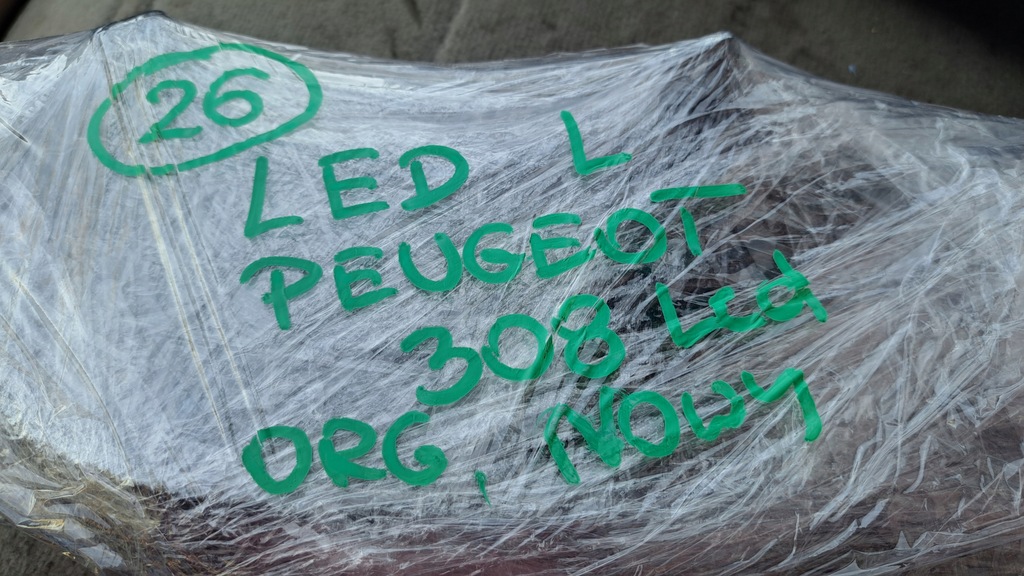 26
LED L
PEUGEOT
308 Led
ORG, NOWY